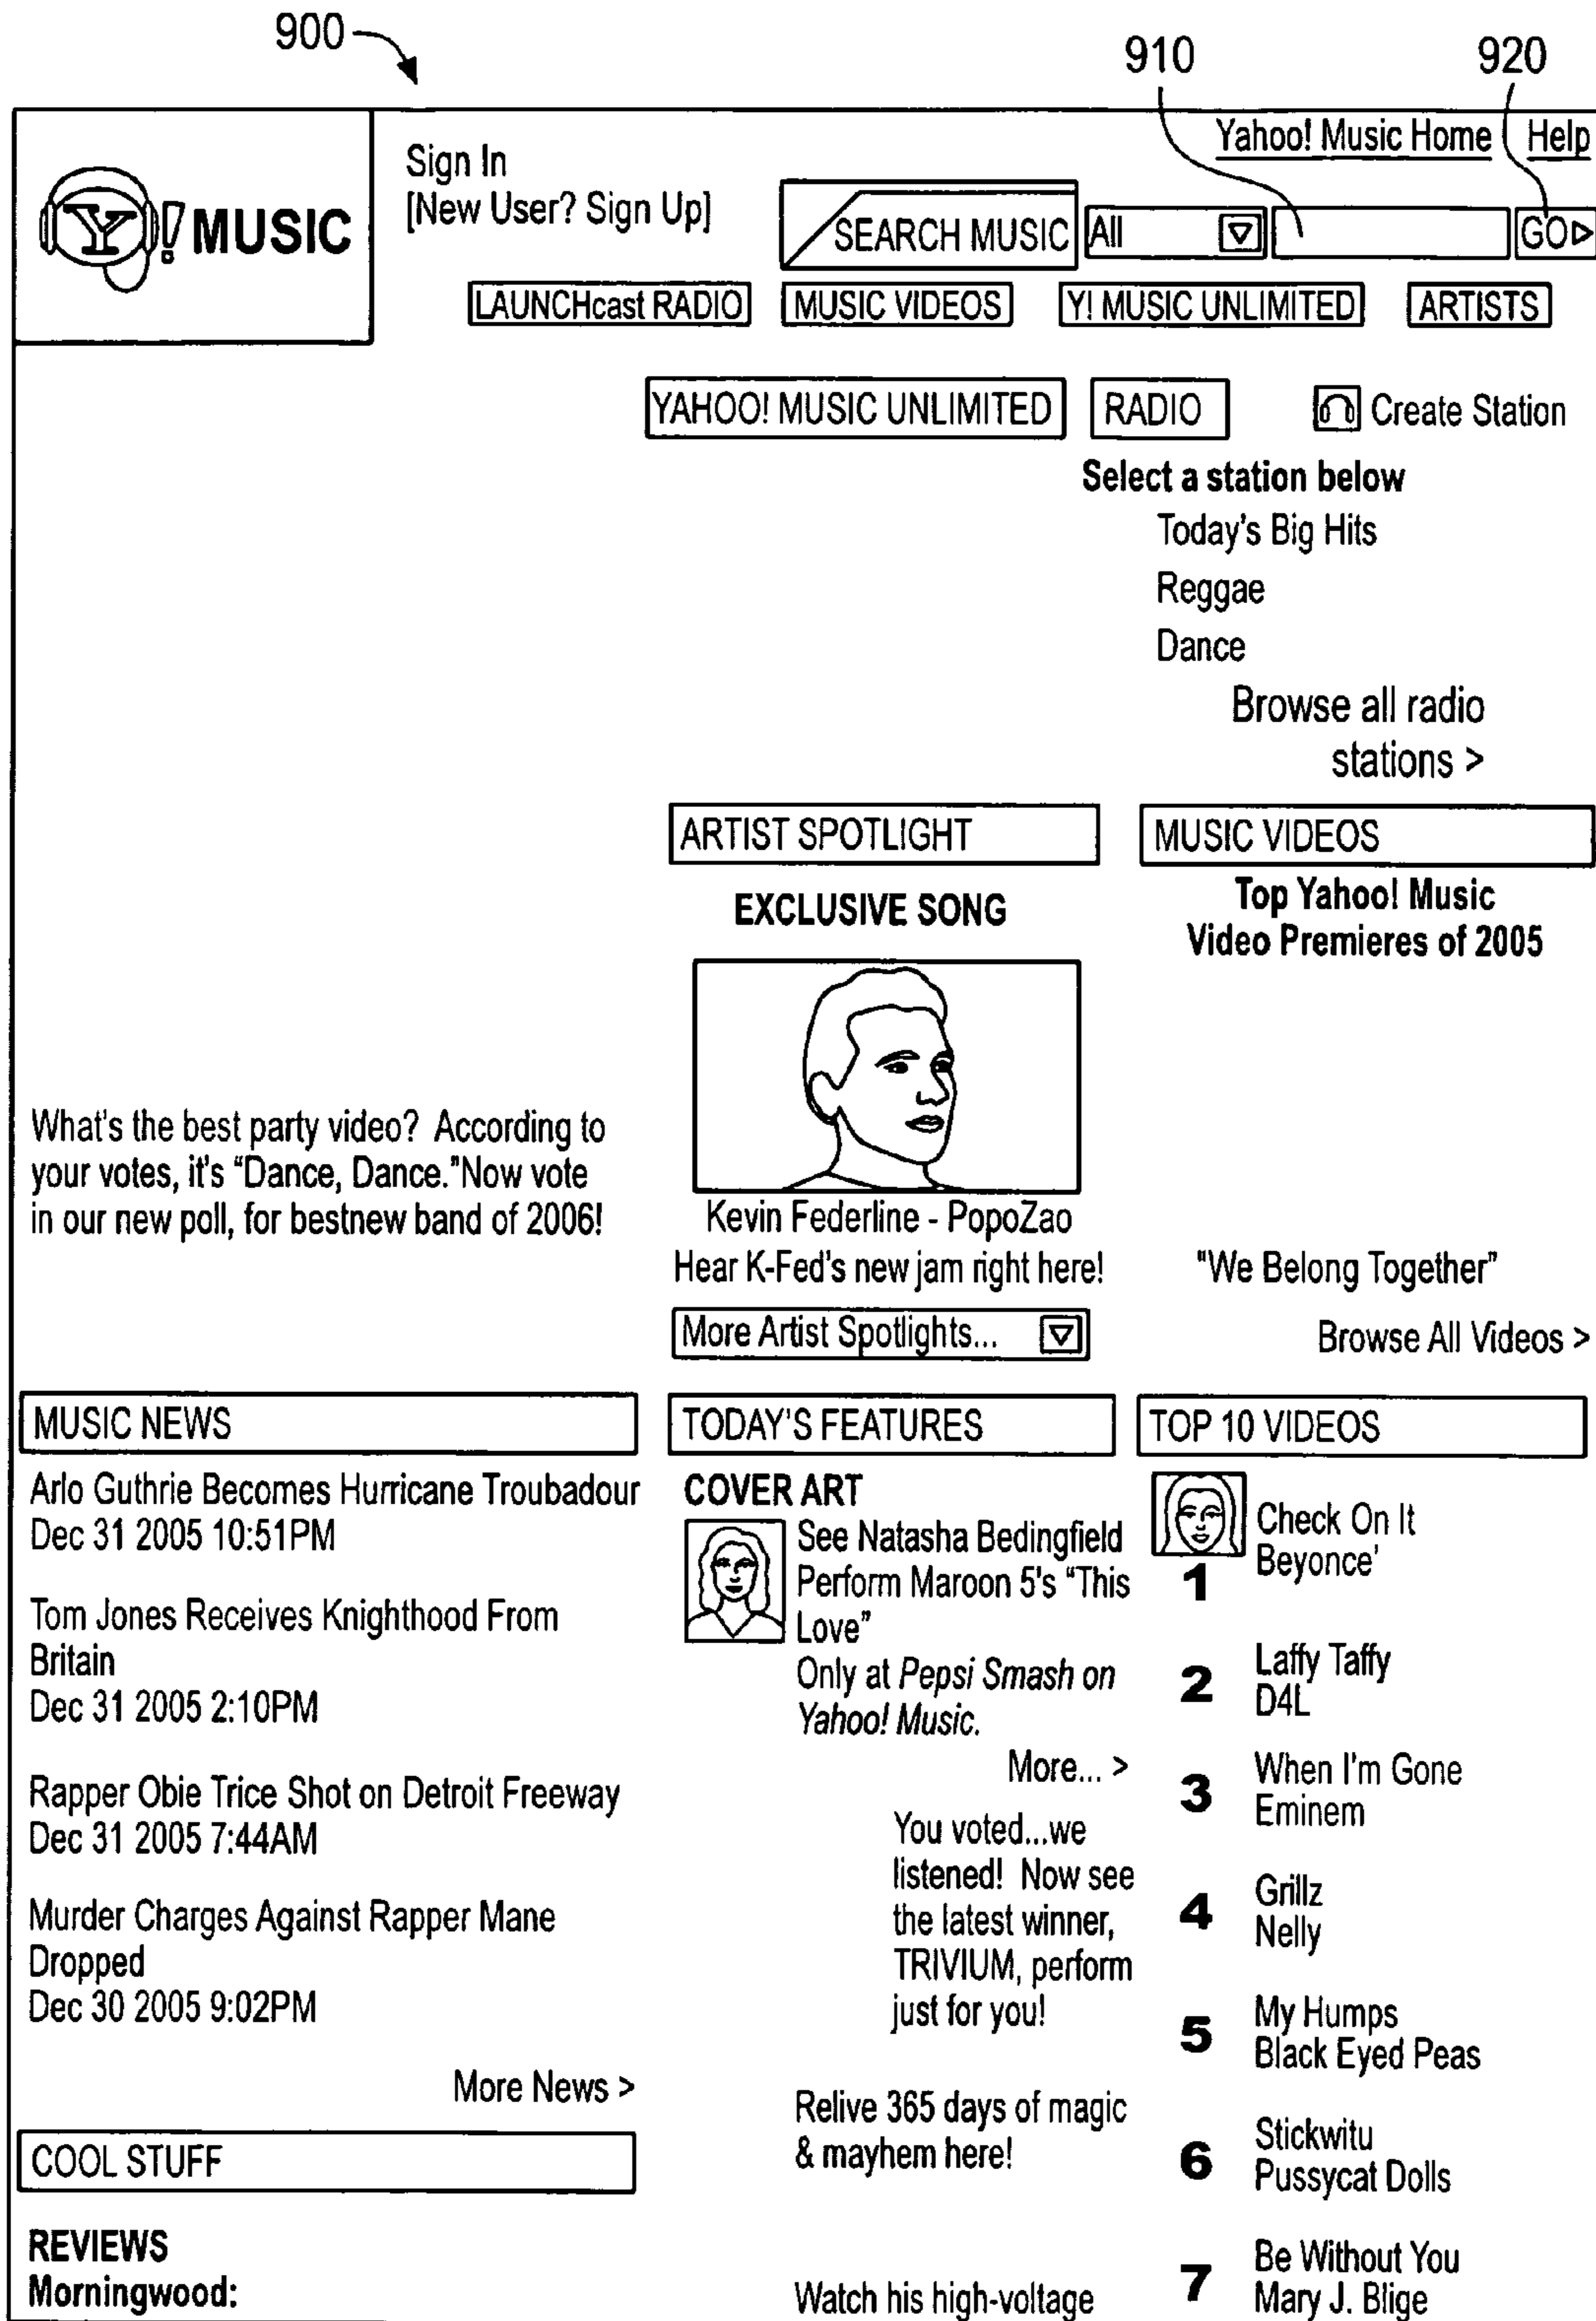 900
910
920
Yahoo! Music Home Help
Sign In
[New User? Sign Up]
Y! MUSIC
SEARCH MUSIC All GO
LAUNCHcast RADIO MUSIC VIDEOS Y! MUSIC UNLIMITED ARTISTS
YAHOO! MUSIC UNLIMITED RADIO Create Station
Select a station below
Today's Big Hits
Reggae
Dance
Browse all radio
stations >
ARTIST SPOTLIGHT
EXCLUSIVE SONG
Kevin Federline - PopoZao
Hear K-Fed's new jam right here!
More Artist Spotlights...
MUSIC VIDEOS
Top Yahoo! Music
Video Premieres of 2005
"We Belong Together"
Browse All Videos >
What's the best party video? According to
your votes, it's "Dance, Dance."Now vote
in our new poll, for bestnew band of 2006!
MUSIC NEWS
Arlo Guthrie Becomes Hurricane Troubadour
Dec 31 2005 10:51PM
Tom Jones Receives Knighthood From
Britain
Dec 31 2005 2:10PM
Rapper Obie Trice Shot on Detroit Freeway
Dec 31 2005 7:44AM
Murder Charges Against Rapper Mane
Dropped
Dec 30 2005 9:02PM
More News >
COOL STUFF
REVIEWS
Morningwood:
TODAY'S FEATURES
COVER ART
See Natasha Bedingfield
Perform Maroon 5's "This
Love"
Only at Pepsi Smash on
Yahoo! Music.
More... >
You voted...we
listened! Now see
the latest winner,
TRIVIUM, perform
just for you!
Relive 365 days of magic
& mayhem here!
Watch his high-voltage
TOP 10 VIDEOS
1 Check On It
Beyonce'
2 Laffy Taffy
D4L
3 When I'm Gone
Eminem
4 Grillz
Nelly
5 My Humps
Black Eyed Peas
6 Stickwitu
Pussycat Dolls
7 Be Without You
Mary J. Blige